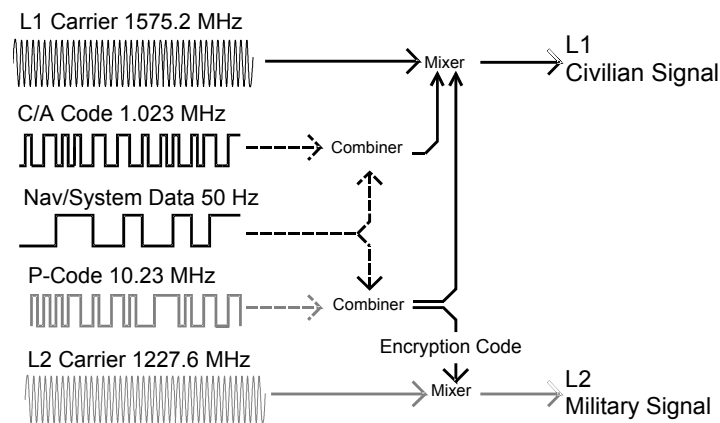 L1 Carrier 1575.2 MHz
Mixer
L1
Civilian Signal
C/A Code 1.023 MHz
Combiner
Nav/System Data 50 Hz
P-Code 10.23 MHz
Combiner
Encryption Code
L2 Carrier 1227.6 MHz
Mixer
L2
Military Signal